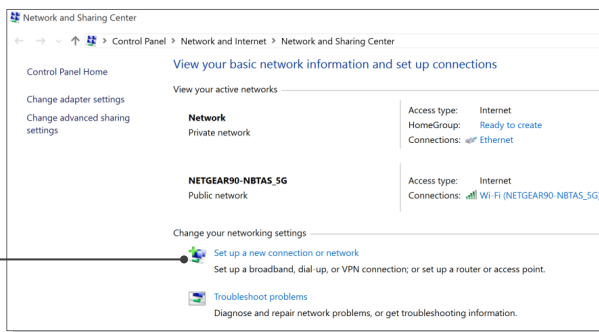 Network and Sharing Center
Control Panel > Network and Internet > Network and Sharing Center
Control Panel Home
Change adapter settings
Change advanced sharing
settings
View your basic network information and set up connections
View your active networks
Network
Private network
Access type: Internet
HomeGroup: Ready to create
Connections: Ethernet
NETGEAR90-NBTAS_5G
Public network
Access type: Internet
Connections: Wi-Fi (NETGEAR90-NBTAS_5G)
Change your networking settings
Set up a new connection or network
Set up a broadband, dial-up, or VPN connection; or set up a router or access point.
Troubleshoot problems
Diagnose and repair network problems, or get troubleshooting information.